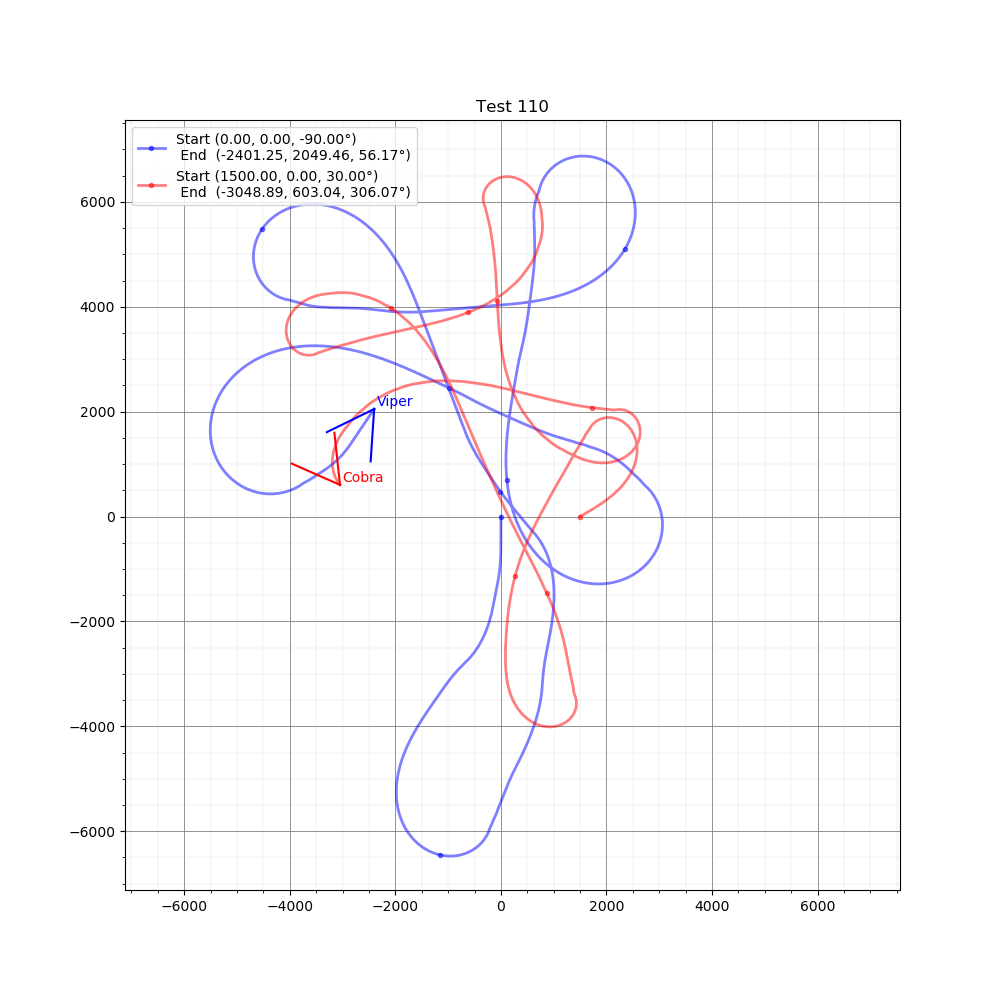 Test 110
Start (0.00, 0.00, -90.00°)
End (-2401.25, 2049.46, 56.17°)
Start (1500.00, 0.00, 30.00°)
End (-3048.89, 603.04, 306.07°)
6000
4000
2000
0
−2000
−4000
−6000
Viper
Cobra
−6000 −4000 −2000 0 2000 4000 6000